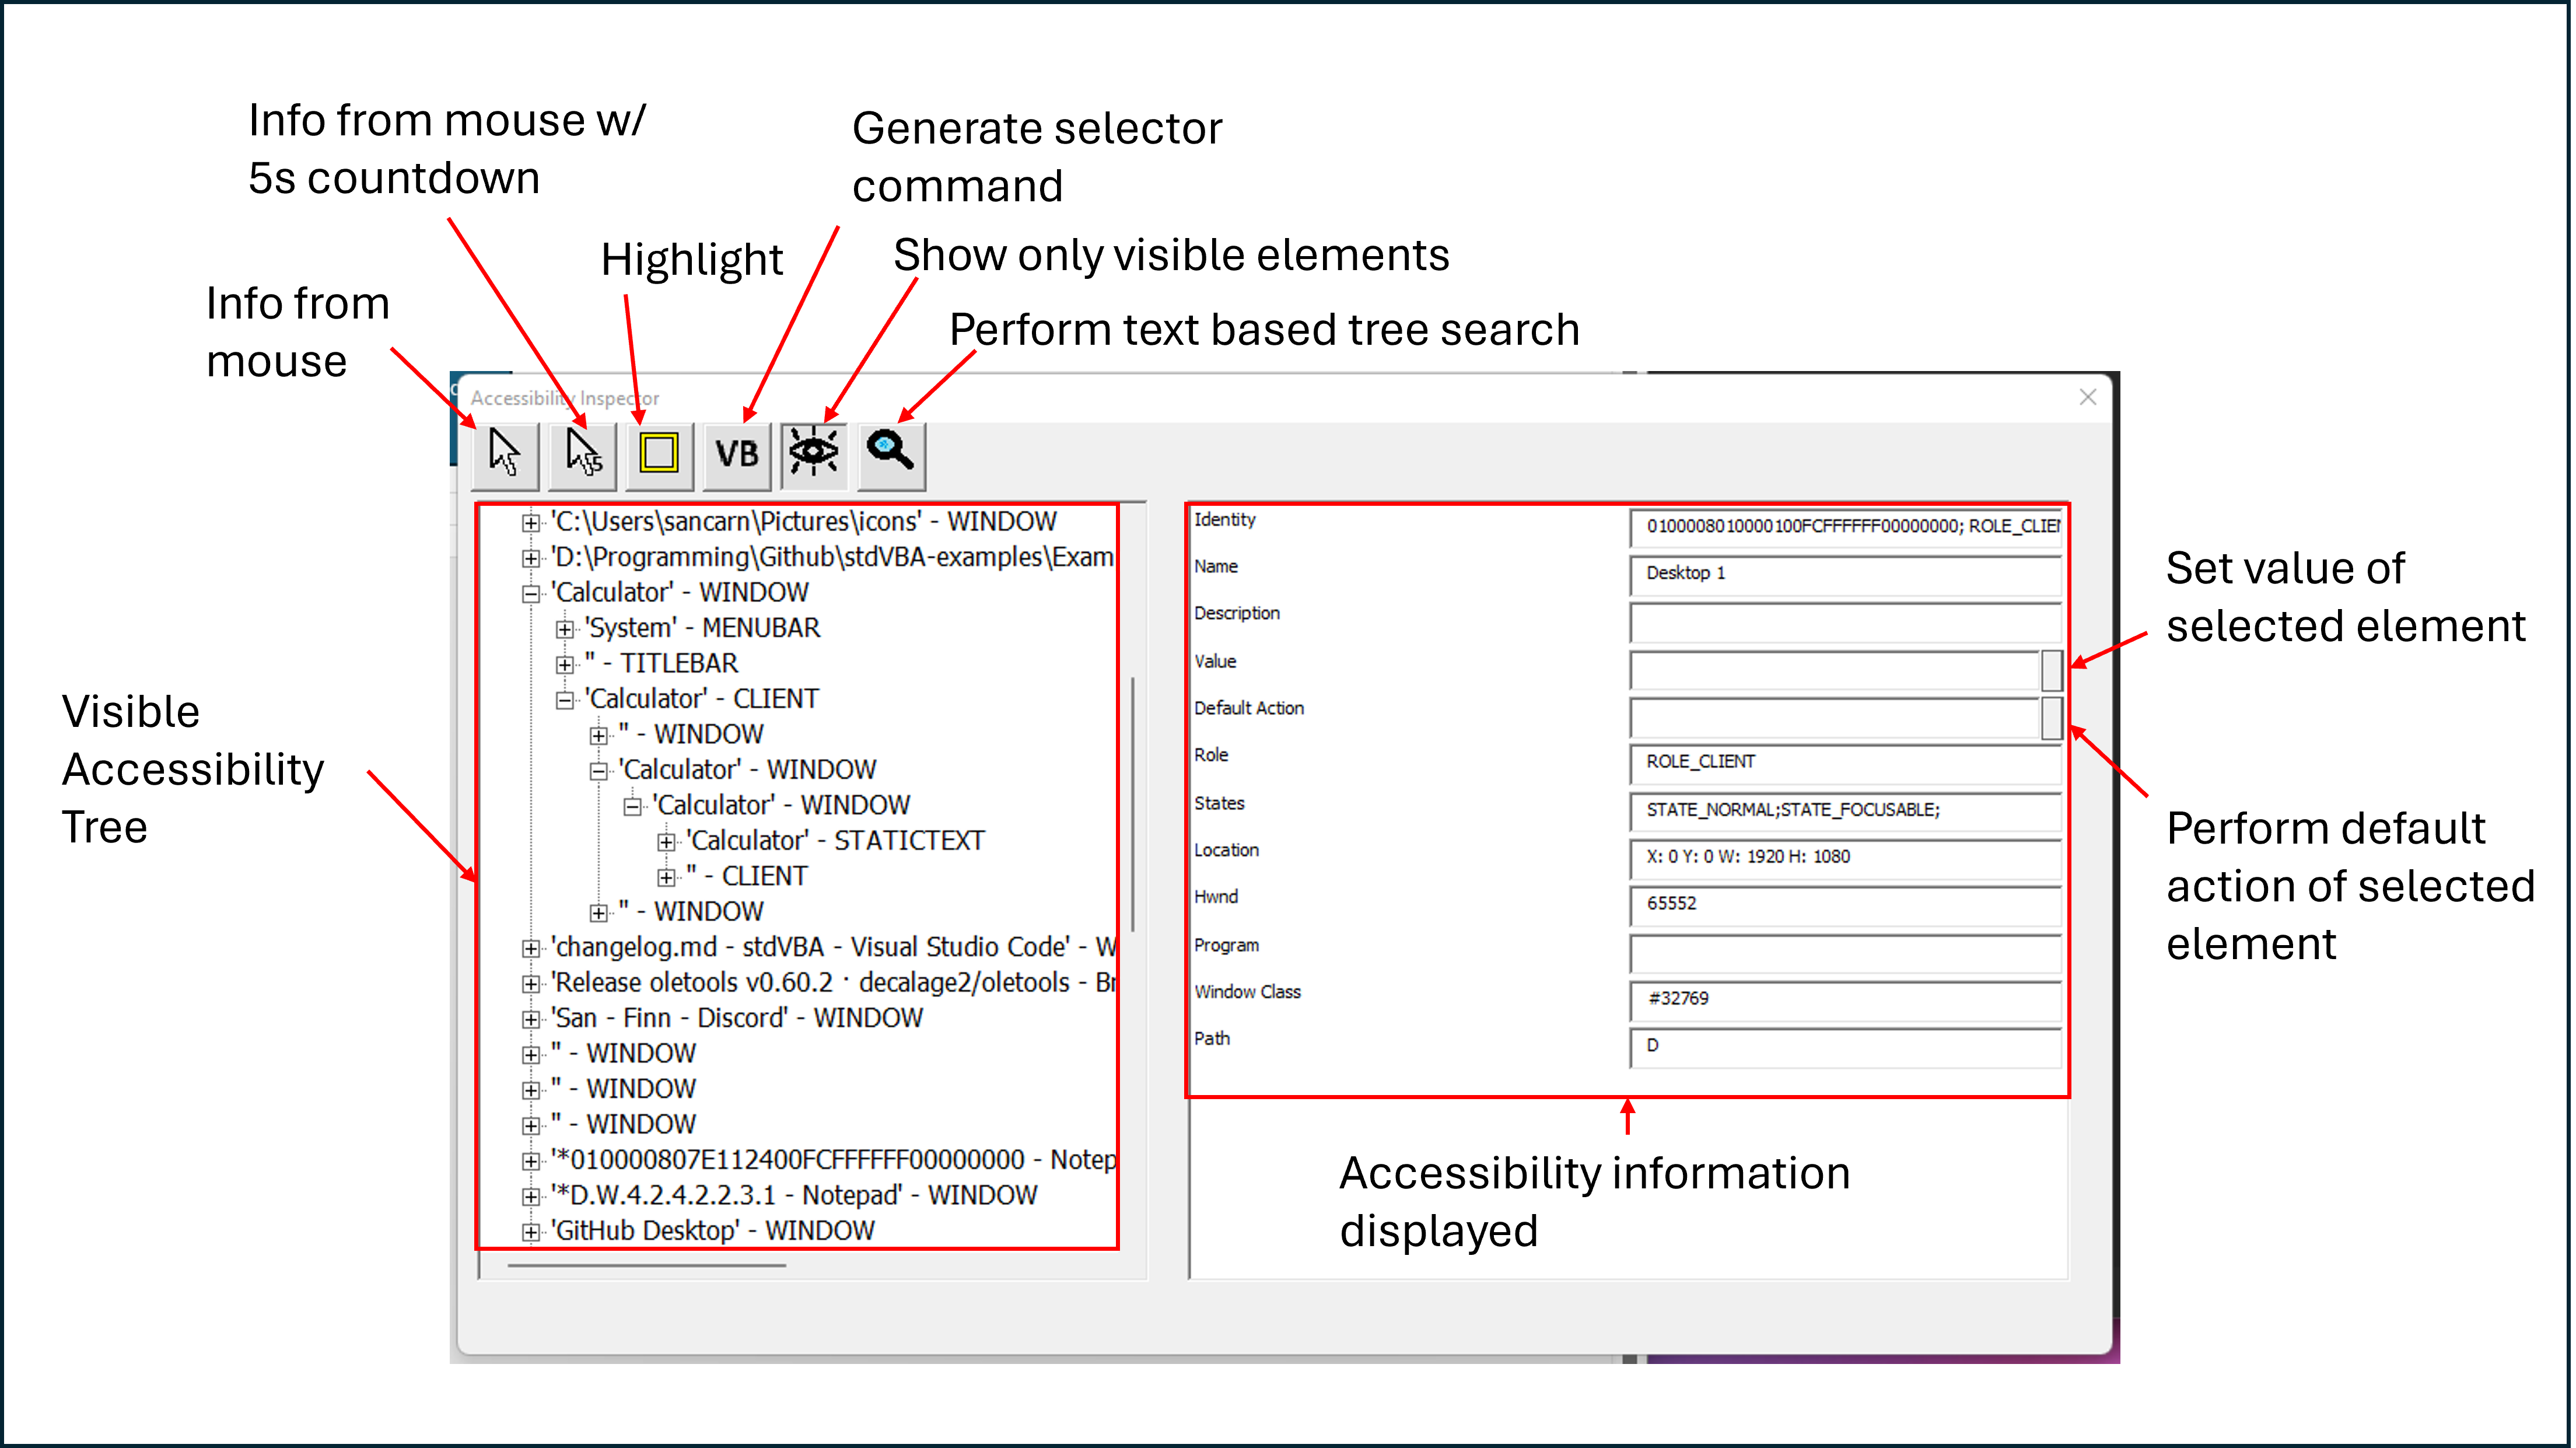 Info from mouse w/
5s countdown
Generate selector
command
Highlight
Show only visible elements
Info from
mouse
Perform text based tree search
Accessibility Inspector
5
VB
'C:\Users\sancarn\Pictures\icons' - WINDOW
'D:\Programming\Github\stdVBA-examples\Exam
'Calculator' - WINDOW
'System' - MENUBAR
'' - TITLEBAR
'Calculator' - CLIENT
'' - WINDOW
'Calculator' - WINDOW
'Calculator' - WINDOW
'Calculator' - STATICTEXT
'' - CLIENT
'' - WINDOW
'changelog.md - stdVBA - Visual Studio Code' - W
'Release oletools v0.60.2 · decalage2/oletools - Br
'San - Finn - Discord' - WINDOW
'' - WINDOW
'' - WINDOW
'' - WINDOW
'*010000807E112400FCFFFFFF00000000 - Notep
'*D.W.4.2.4.2.2.3.1 - Notepad' - WINDOW
'GitHub Desktop' - WINDOW
Visible
Accessibility
Tree
Identity
0100008010000100FCFFFFFF00000000; ROLE_CLIEN
Name
Desktop 1
Description
Value
Default Action
Role
ROLE_CLIENT
States
STATE_NORMAL;STATE_FOCUSABLE;
Location
X: 0 Y: 0 W: 1920 H: 1080
Hwnd
65552
Program
Window Class
#32769
Path
D
Set value of
selected element
Perform default
action of selected
element
Accessibility information
displayed